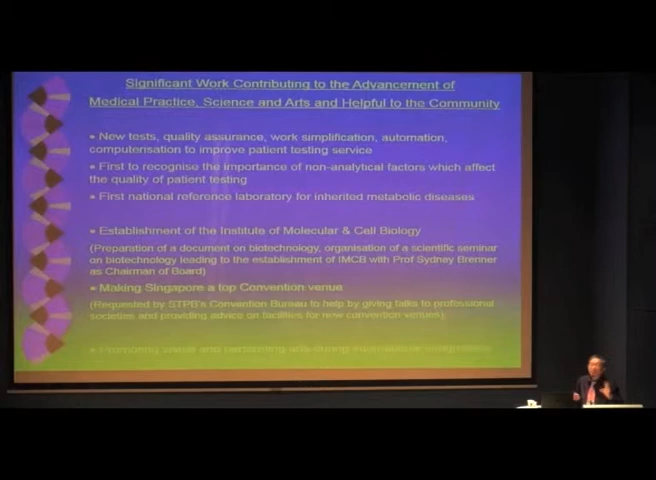 Significant Work Contributing to the Advancement of
Medical Practice, Science and Arts and Helpful to the Community
• New tests, quality assurance, work simplification, automation,
computerisation to improve patient testing service
• First to recognise the importance of non-analytical factors which affect
the quality of patient testing
• First national reference laboratory for inherited metabolic diseases
• Establishment of the Institute of Molecular & Cell Biology
(Preparation of a document on biotechnology, organisation of a scientific seminar
on biotechnology leading to the establishment of IMCB with Prof Sydney Brenner
as Chairman of Board)
• Making Singapore a top Convention venue
(Requested by STPB's Convention Bureau to help by giving talks to professional
societies and providing advice on facilities for new convention venues)
• Promoting visual and performing arts